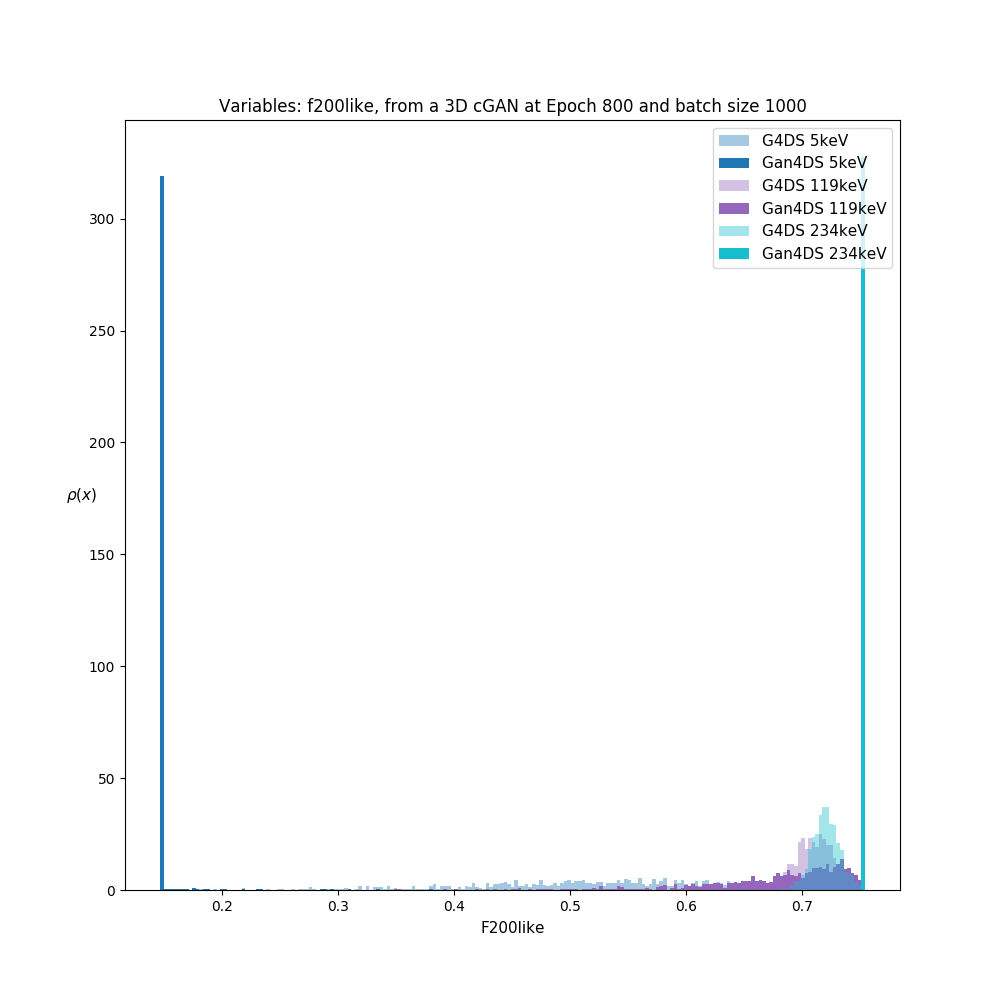 Variables: f200like, from a 3D cGAN at Epoch 800 and batch size 1000
G4DS 5keV
Gan4DS 5keV
G4DS 119keV
Gan4DS 119keV
G4DS 234keV
Gan4DS 234keV
300
250
200
150
100
50
0
ρ(x)
0.2 0.3 0.4 0.5 0.6 0.7
F200like